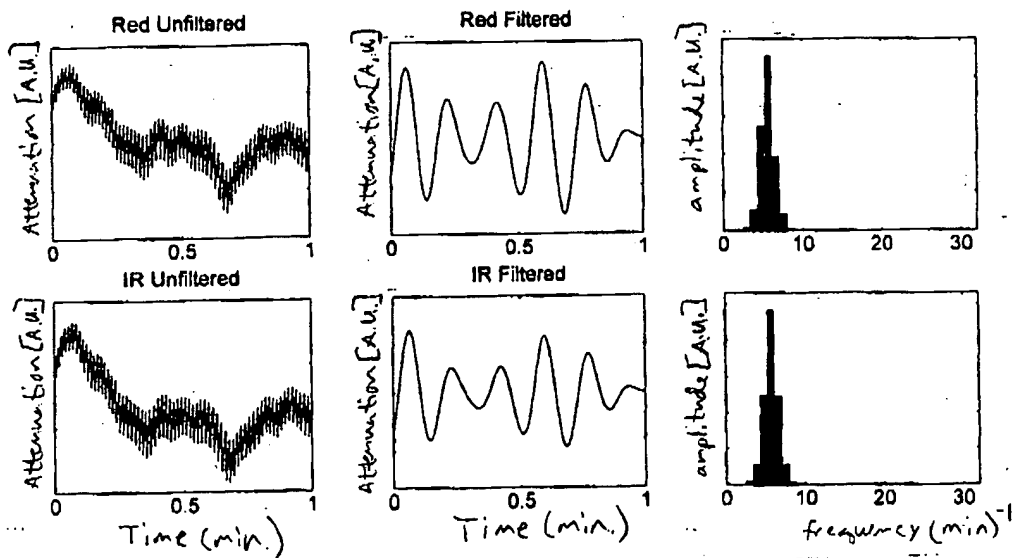 Red Unfiltered
Red Filtered
Attenuation [A.U.]
Attenuation [A.U.]
amplitude [A.U.]
0 0.5 1
0 0.5 1
0 10 20 30
IR Unfiltered
IR Filtered
Attenuation [A.U.]
Attenuation [A.U.]
amplitude [A.U.]
0 0.5 1
0 0.5 1
0 10 20 30
Time (min.)
Time (min.)
frequency (min)⁻¹